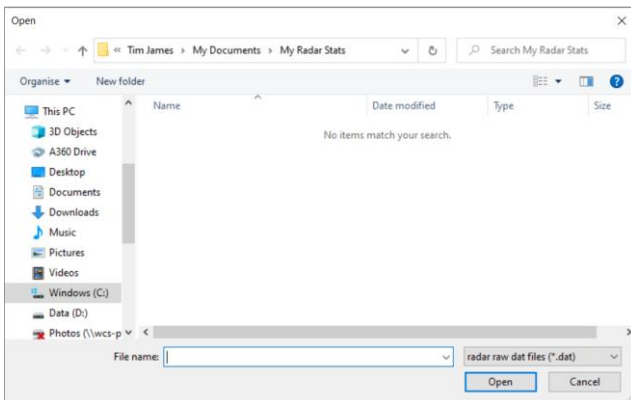 Open
« Tim James > My Documents > My Radar Stats
Search My Radar Stats
Organise
New folder
Name
Date modified
Type
Size
No items match your search.
This PC
3D Objects
A360 Drive
Desktop
Documents
Downloads
Music
Pictures
Videos
Windows (C:)
Data (D:)
Photos (\\wcs-p
File name:
radar raw dat files (*.dat)
Open
Cancel